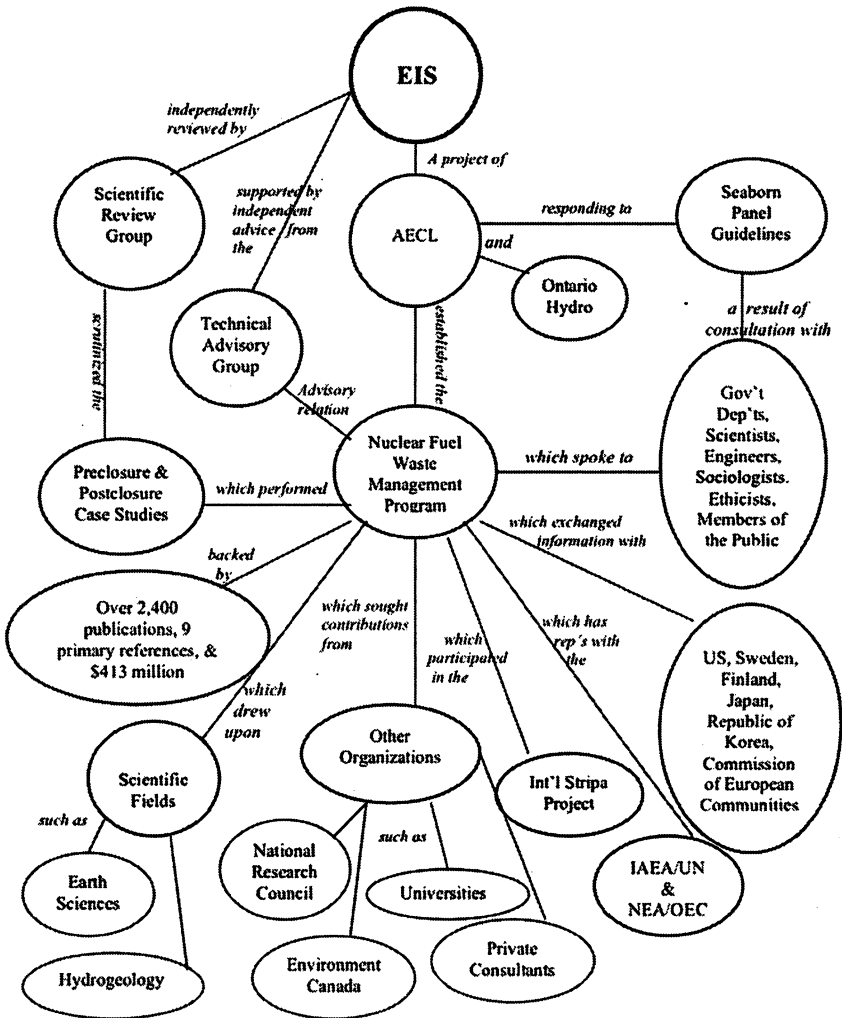 EIS
independently
reviewed by
A project of
Scientific
Review
Group
supported by
independent
advice from
the
AECL
responding to
Seaborn
Panel
Guidelines
and
Ontario
Hydro
scrutinized the
Technical
Advisory
Group
established the
a result of
consultation with
Advisory
relation
Gov't
Dep'ts,
Scientists,
Engineers,
Sociologists.
Ethicists,
Members of
the Public
Preclosure &
Postclosure
Case Studies
which performed
Nuclear Fuel
Waste
Management
Program
which spoke to
which exchanged
information with
backed
by
Over 2,400
publications, 9
primary references, &
$413 million
which sought
contributions
from
which
participated
in the
which has
rep's with
the
US, Sweden,
Finland,
Japan,
Republic of
Korea,
Commission
of European
Communities
which
drew
upon
Scientific
Fields
Other
Organizations
Int'l Stripa
Project
such as
Earth
Sciences
Hydrogeology
National
Research
Council
such as
Universities
Environment
Canada
Private
Consultants
IAEA/UN
&
NEA/OEC